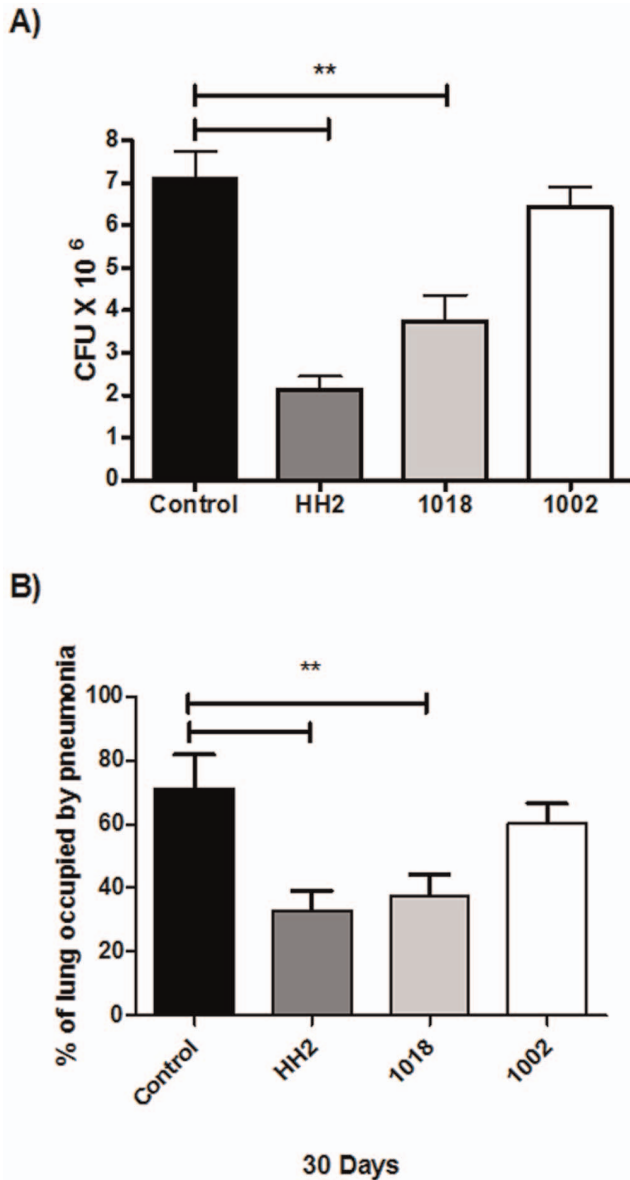 A)
**
CFU X 10 6
8
7
6
5
4
3
2
1
0
Control HH2 1018 1002
B)
**
% of lung occupied by pneumonia
100
80
60
40
20
0
Control HH2 1018 1002
30 Days